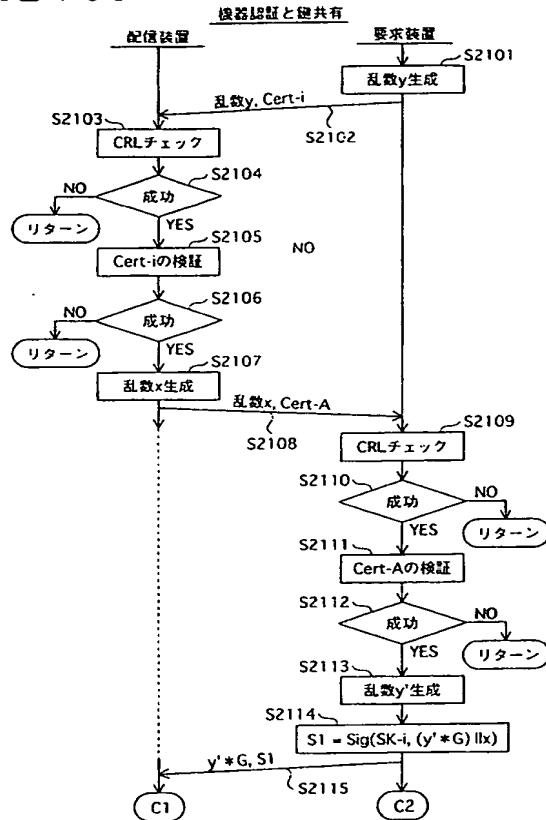 機器認証と鍵共有
配信装置
要求装置
S2101
乱数y生成
乱数y, Cert-i
S2102
S2103
CRLチェック
S2104
成功
NO
リターン
YES
S2105
Cert-iの検証
NO
S2106
成功
NO
リターン
YES
S2107
乱数x生成
乱数x, Cert-A
S2108
S2109
CRLチェック
S2110
成功
NO
リターン
YES
S2111
Cert-Aの検証
S2112
成功
NO
リターン
YES
S2113
乱数y'生成
S2114
S1 = Sig(SK-i, (y'*G) llx)
y'*G, S1
S2115
C1
C2